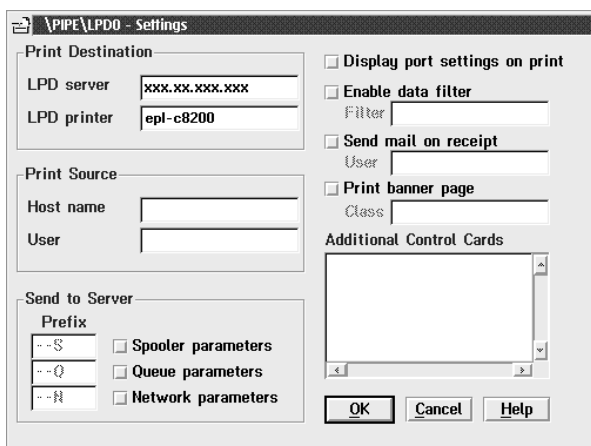 \PIPE\LPD0 - Settings
Print Destination
LPD server xxx.xx.xxx.xxx
LPD printer epl-c8200
Print Source
Host name
User
Send to Server
Prefix
--S Spooler parameters
--Q Queue parameters
--N Network parameters
Display port settings on print
Enable data filter
Filter
Send mail on receipt
User
Print banner page
Class
Additional Control Cards
OK Cancel Help